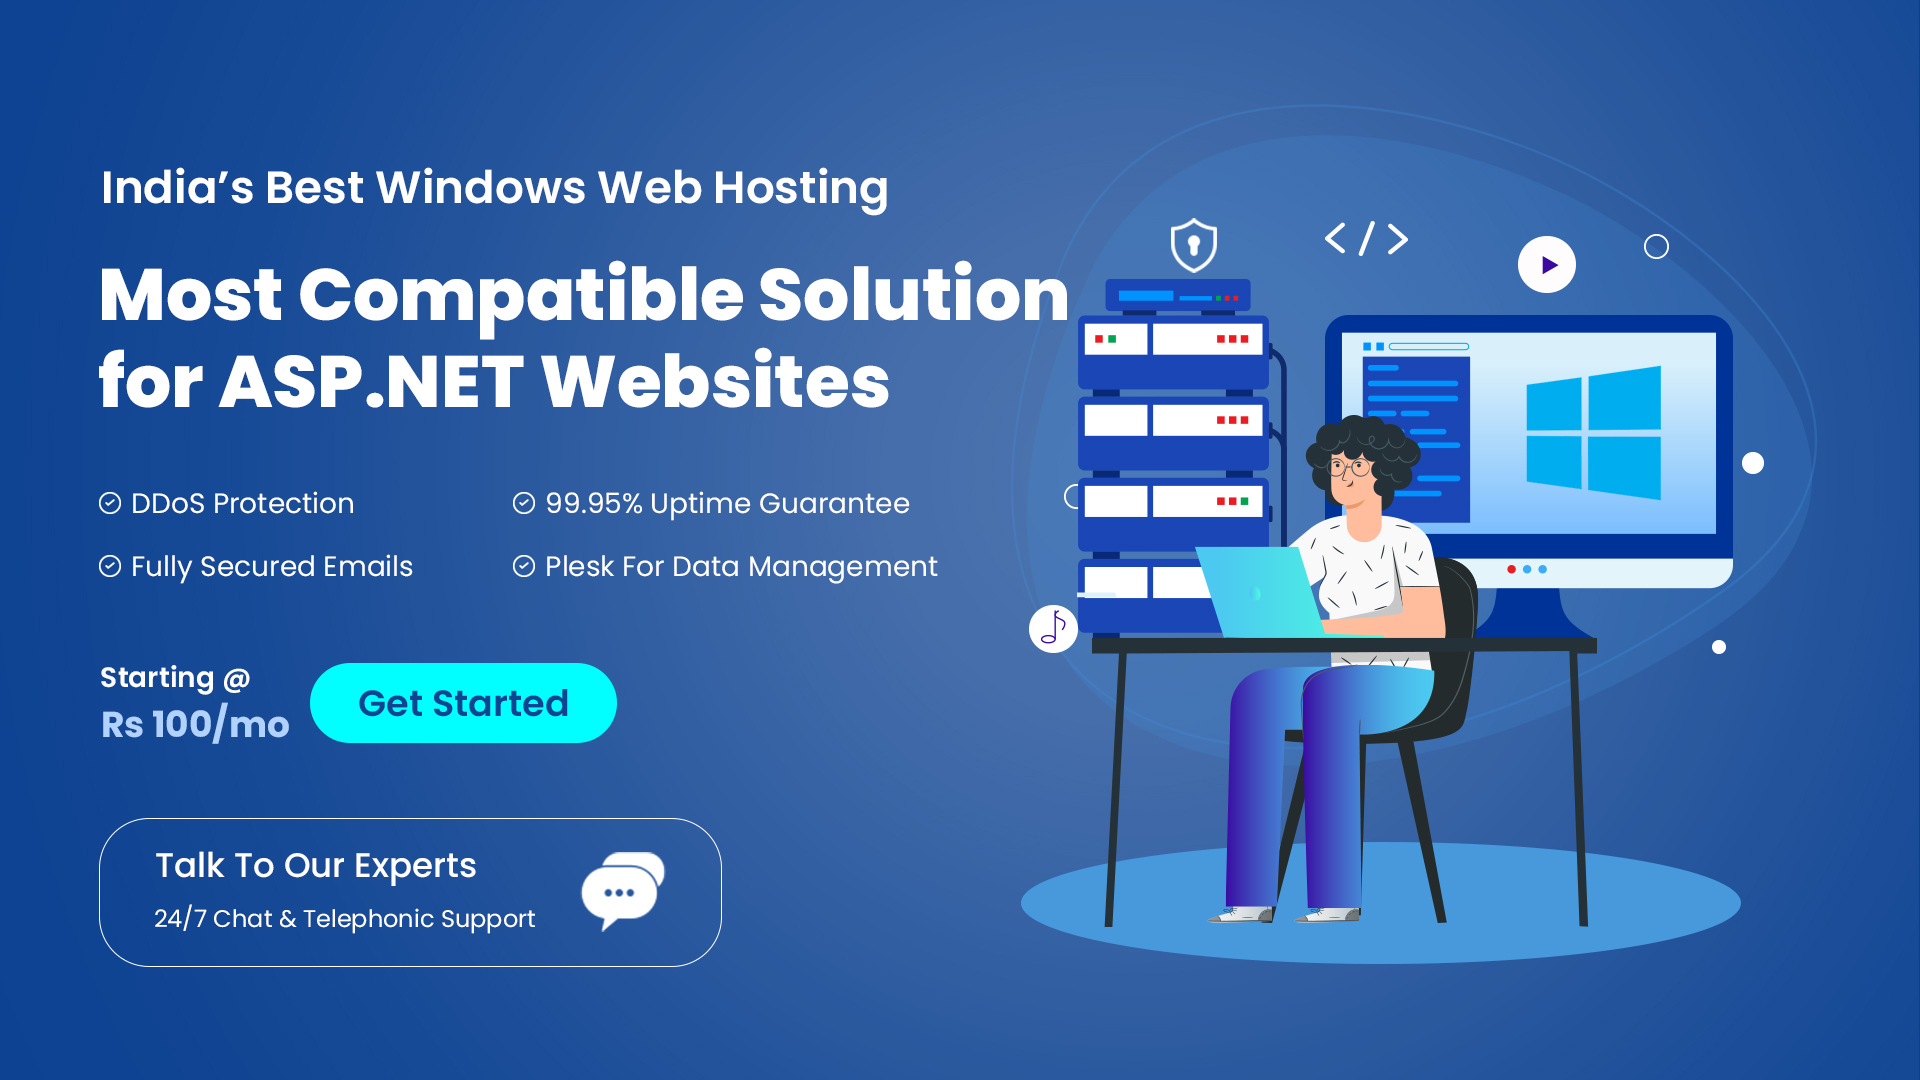 India’s Best Windows Web Hosting
Most Compatible Solution
for ASP.NET Websites
DDoS Protection
99.95% Uptime Guarantee
Fully Secured Emails
Plesk For Data Management
Starting @
Rs 100/mo
Get Started
Talk To Our Experts
24/7 Chat & Telephonic Support